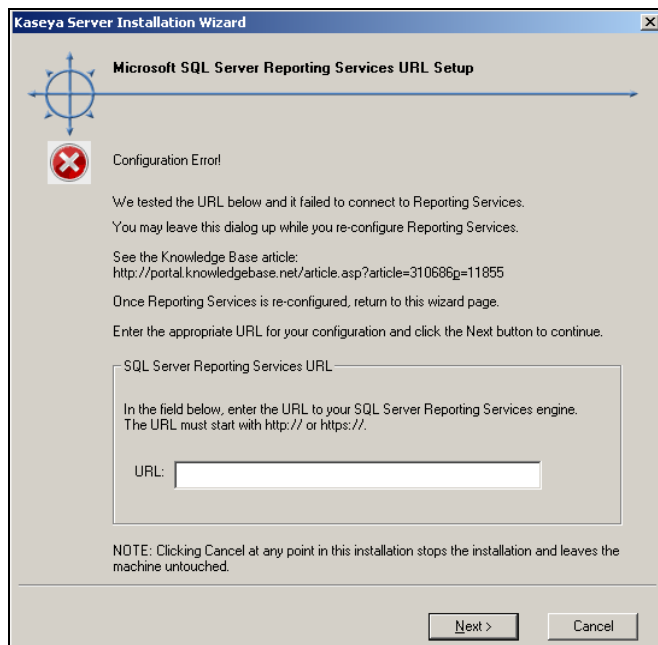 Kaseya Server Installation Wizard
Microsoft SQL Server Reporting Services URL Setup
Configuration Error!
We tested the URL below and it failed to connect to Reporting Services.
You may leave this dialog up while you re-configure Reporting Services.
See the Knowledge Base article:
http://portal.knowledgebase.net/article.asp?article=310686p=11855
Once Reporting Services is re-configured, return to this wizard page.
Enter the appropriate URL for your configuration and click the Next button to continue.
SQL Server Reporting Services URL
In the field below, enter the URL to your SQL Server Reporting Services engine.
The URL must start with http:// or https://.
URL:
NOTE: Clicking Cancel at any point in this installation stops the installation and leaves the
machine untouched.
Next >
Cancel